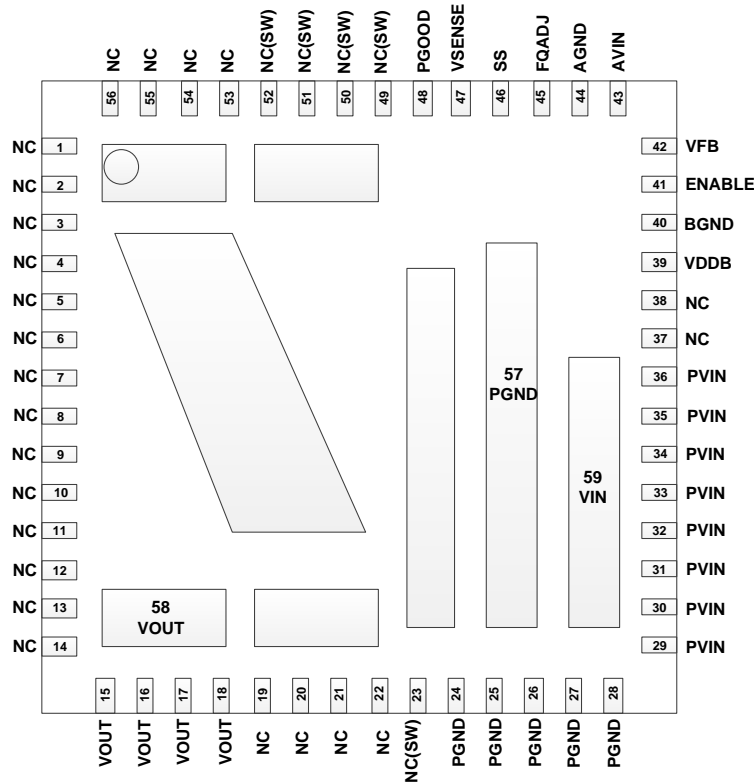 NC NC NC NC NC(SW) NC(SW) NC(SW) NC(SW) PGOOD VSENSE SS FQADJ AGND AVIN
56 55 54 53 52 51 50 49 48 47 46 45 44 43
NC 1 42 VFB
NC 2 41 ENABLE
NC 3 40 BGND
NC 4 39 VDDB
NC 5 38 NC
NC 6 37 NC
NC 7 36 PVIN
57
PGND
NC 8 35 PVIN
NC 9 34 PVIN
59
VIN
NC 10 33 PVIN
NC 11 32 PVIN
NC 12 31 PVIN
NC 13 30 PVIN
58
VOUT
NC 14 29 PVIN
15 16 17 18 19 20 21 22 23 24 25 26 27 28
VOUT VOUT VOUT VOUT NC NC NC NC NC(SW) PGND PGND PGND PGND PGND